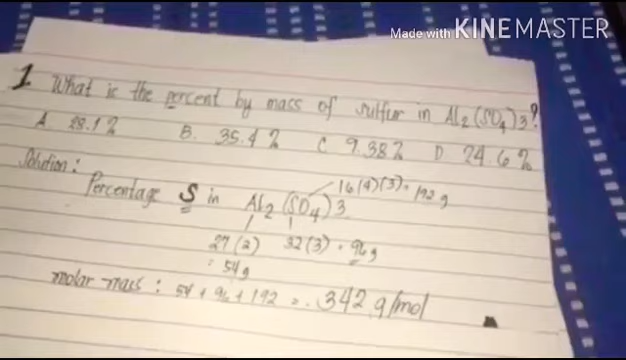 Made with KINEMASTER
1 What is the percent by mass of sulfur in Al2(SO4)3?
A 28.1% B. 35.4% C 9.38% D 24.6%
Solution:
16(4)(3) = 192 g
Percentage S in Al2(SO4)3
27(2) 32(3) = 96g
= 54g
molar mass: 54 + 96 + 192 = 342 g/mol